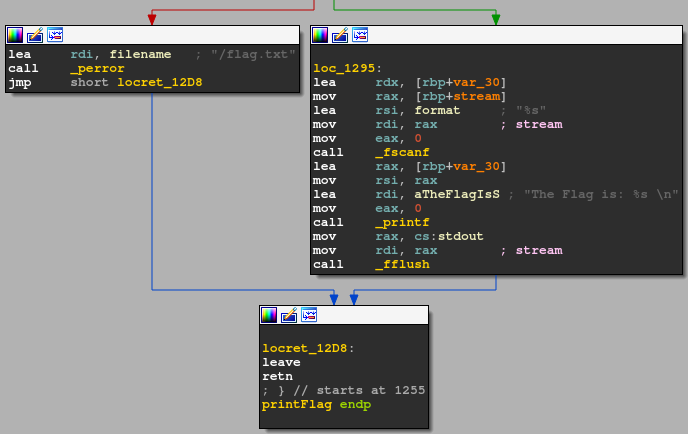 lea     rdi, filename   ; "/flag.txt"
call    _perror
jmp     short locret_12D8
loc_1295:
lea     rdx, [rbp+var_30]
mov     rax, [rbp+stream]
lea     rsi, format     ; "%s"
mov     rdi, rax        ; stream
mov     eax, 0
call    _fscanf
lea     rax, [rbp+var_30]
mov     rsi, rax
lea     rdi, aTheFlagIsS ; "The Flag is: %s \n"
mov     eax, 0
call    _printf
mov     rax, cs:stdout
mov     rdi, rax        ; stream
call    _fflush
locret_12D8:
leave
retn
; } // starts at 1255
printFlag endp